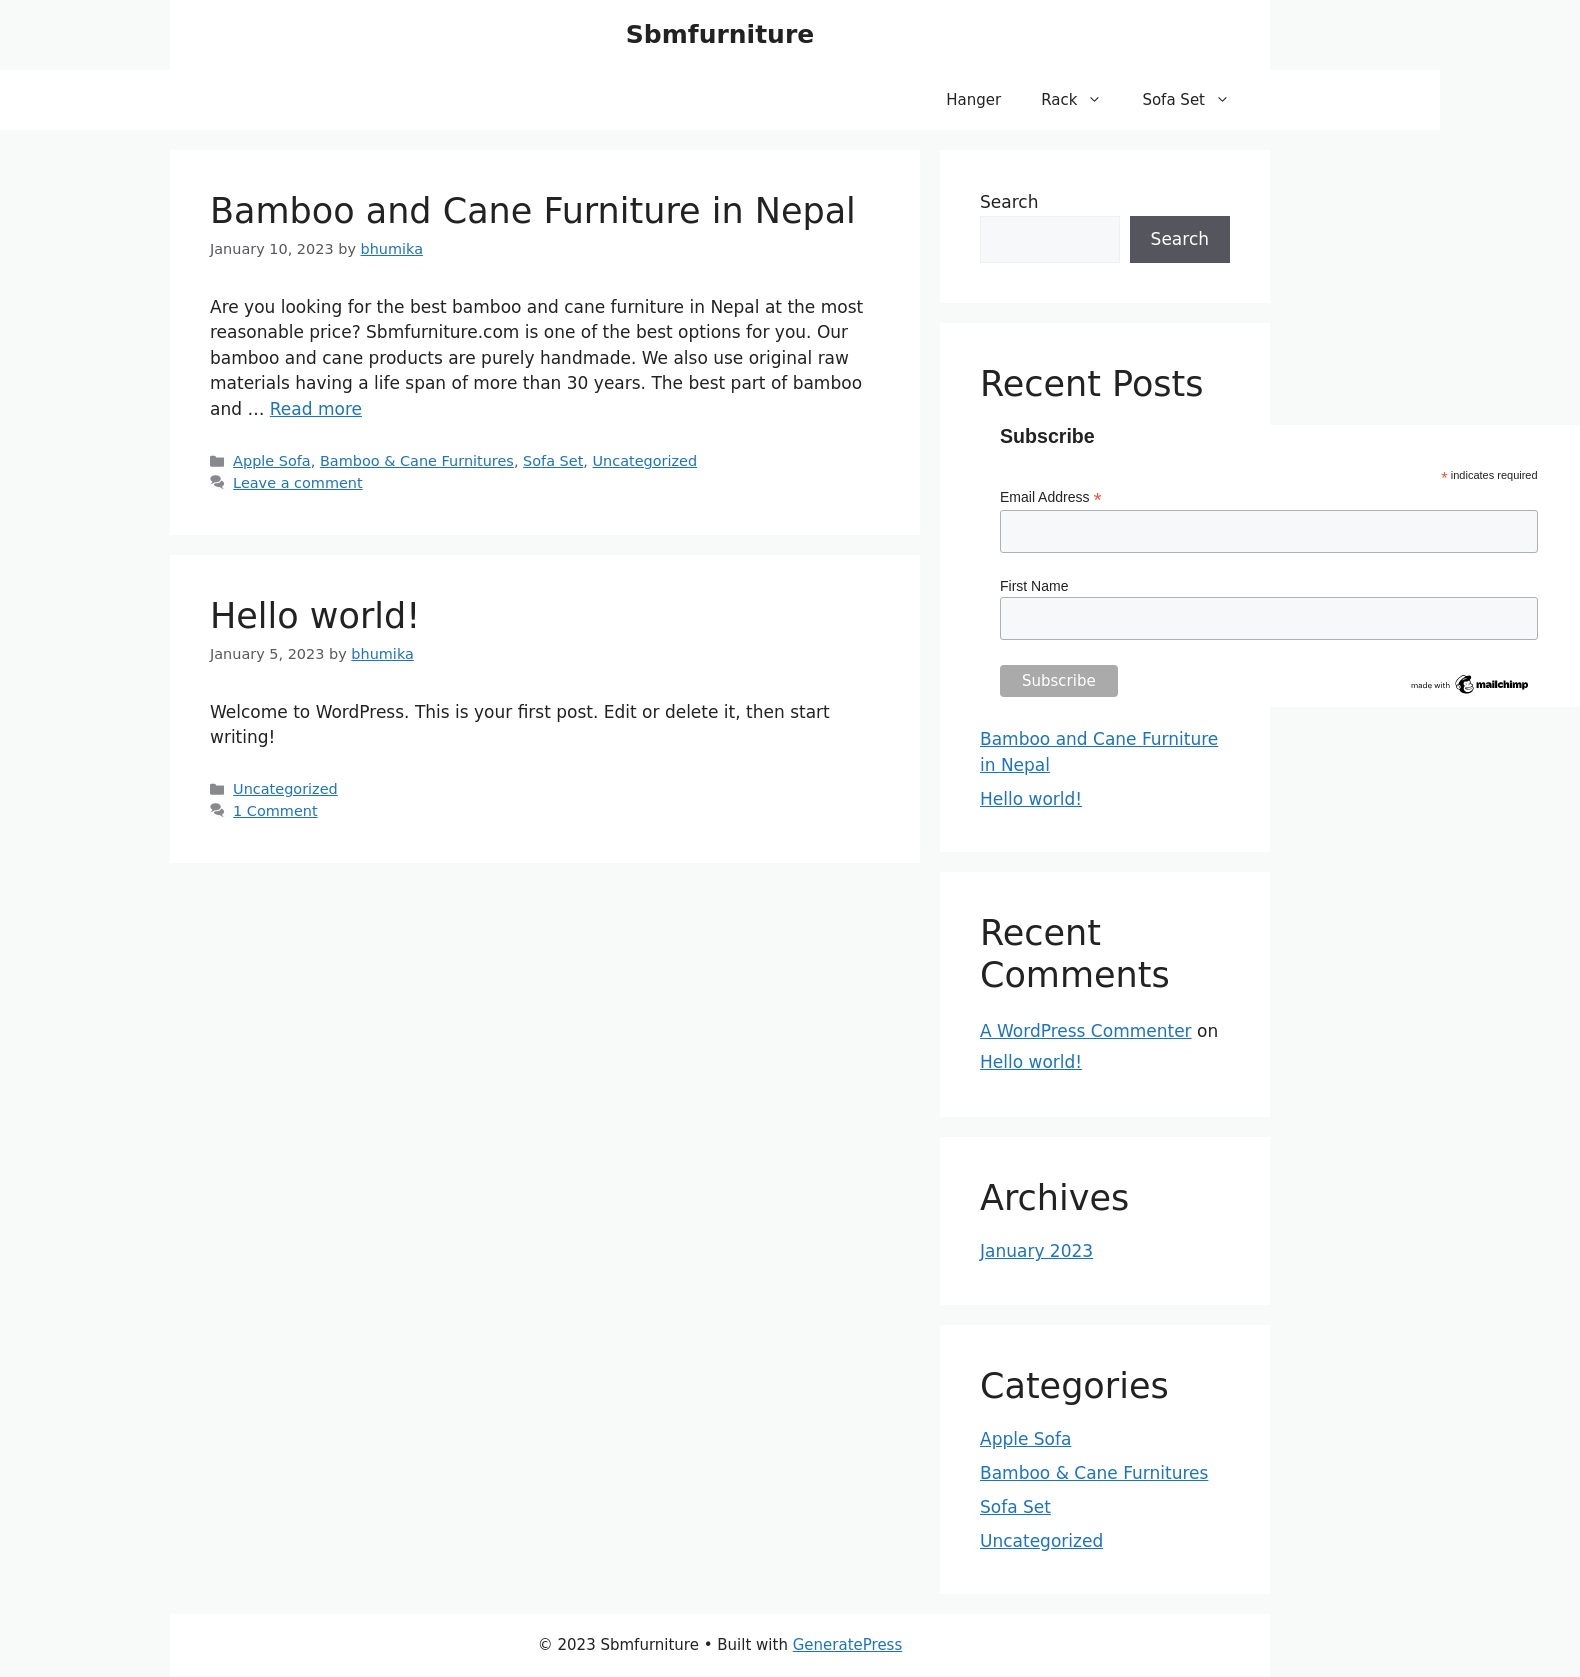 Sbmfurniture
Hanger
Rack
Sofa Set
Bamboo and Cane Furniture in Nepal
January 10, 2023 by bhumika
Are you looking for the best bamboo and cane furniture in Nepal at the most
reasonable price? Sbmfurniture.com is one of the best options for you. Our
bamboo and cane products are purely handmade. We also use original raw
materials having a life span of more than 30 years. The best part of bamboo
and … Read more
Apple Sofa, Bamboo & Cane Furnitures, Sofa Set, Uncategorized
Leave a comment
Hello world!
January 5, 2023 by bhumika
Welcome to WordPress. This is your first post. Edit or delete it, then start
writing!
Uncategorized
1 Comment
Search
Search
Recent Posts
Subscribe
* indicates required
Email Address *
First Name
Subscribe
made with mailchimp
Bamboo and Cane Furniture
in Nepal
Hello world!
Recent
Comments
A WordPress Commenter on
Hello world!
Archives
January 2023
Categories
Apple Sofa
Bamboo & Cane Furnitures
Sofa Set
Uncategorized
© 2023 Sbmfurniture • Built with GeneratePress